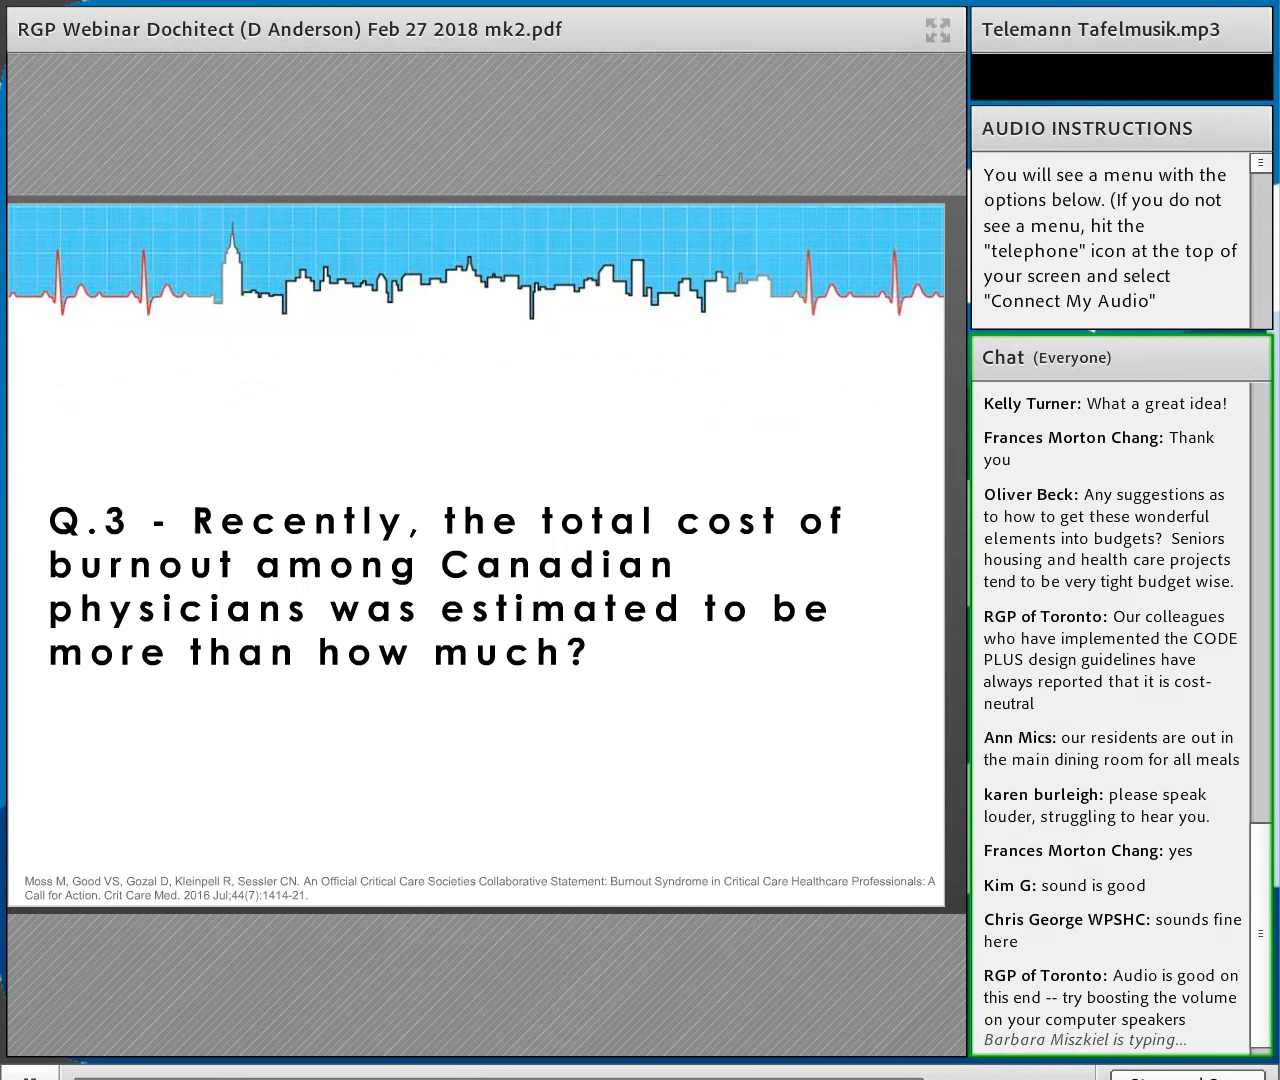 RGP Webinar Dochitect (D Anderson) Feb 27 2018 mk2.pdf
Q.3 - Recently, the total cost of
burnout among Canadian
physicians was estimated to be
more than how much?
Moss M, Good VS, Gozal D, Kleinpell R, Sessler CN. An Official Critical Care Societies Collaborative Statement: Burnout Syndrome in Critical Care Healthcare Professionals: A
Call for Action. Crit Care Med. 2016 Jul;44(7):1414-21.
Telemann Tafelmusik.mp3
AUDIO INSTRUCTIONS
You will see a menu with the
options below. (If you do not
see a menu, hit the
"telephone" icon at the top of
your screen and select
"Connect My Audio"
Chat (Everyone)
Kelly Turner: What a great idea!
Frances Morton Chang: Thank
you
Oliver Beck: Any suggestions as
to how to get these wonderful
elements into budgets? Seniors
housing and health care projects
tend to be very tight budget wise.
RGP of Toronto: Our colleagues
who have implemented the CODE
PLUS design guidelines have
always reported that it is cost-
neutral
Ann Mics: our residents are out in
the main dining room for all meals
karen burleigh: please speak
louder, struggling to hear you.
Frances Morton Chang: yes
Kim G: sound is good
Chris George WPSHC: sounds fine
here
RGP of Toronto: Audio is good on
this end -- try boosting the volume
on your computer speakers
Barbara Miszkiel is typing...